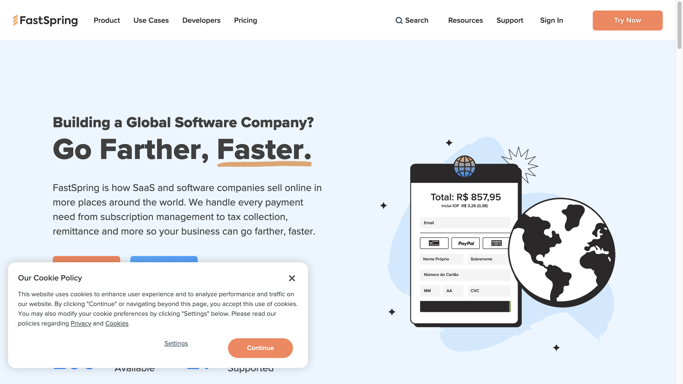 FastSpring
Product Use Cases Developers Pricing Search Resources Support Sign In Try Now
Building a Global Software Company?
Go Farther, Faster.
FastSpring is how SaaS and software companies sell online in
more places around the world. We handle every payment
need from subscription management to tax collection,
remittance and more so your business can go farther, faster.
Total: R$ 857,95
Inclui IOF R$ 3,26 (0,38)
Email
PayPal
Nome Próprio Sobrenome
Número do Cartão
MM AA CVC
Our Cookie Policy
This website uses cookies to enhance user experience and to analyze performance and traffic on
our website. By clicking "Continue" or navigating beyond this page, you accept this use of cookies.
You may also modify your cookie preferences by clicking "Settings" below. Please read our
policies regarding Privacy and Cookies
Settings Continue
Available Supported